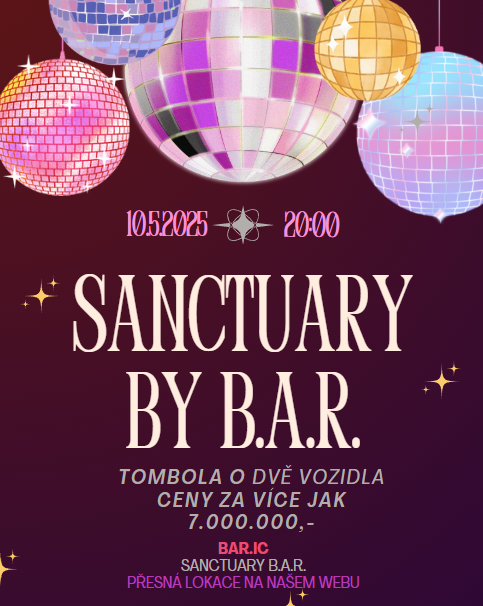 10.5.2025 20:00
SANCTUARY
BY B.A.R.
TOMBOLA O DVĚ VOZIDLA
CENY ZA VÍCE JAK
7.000.000,-
BAR.IC
SANCTUARY B.A.R.
PŘESNÁ LOKACE NA NAŠEM WEBU